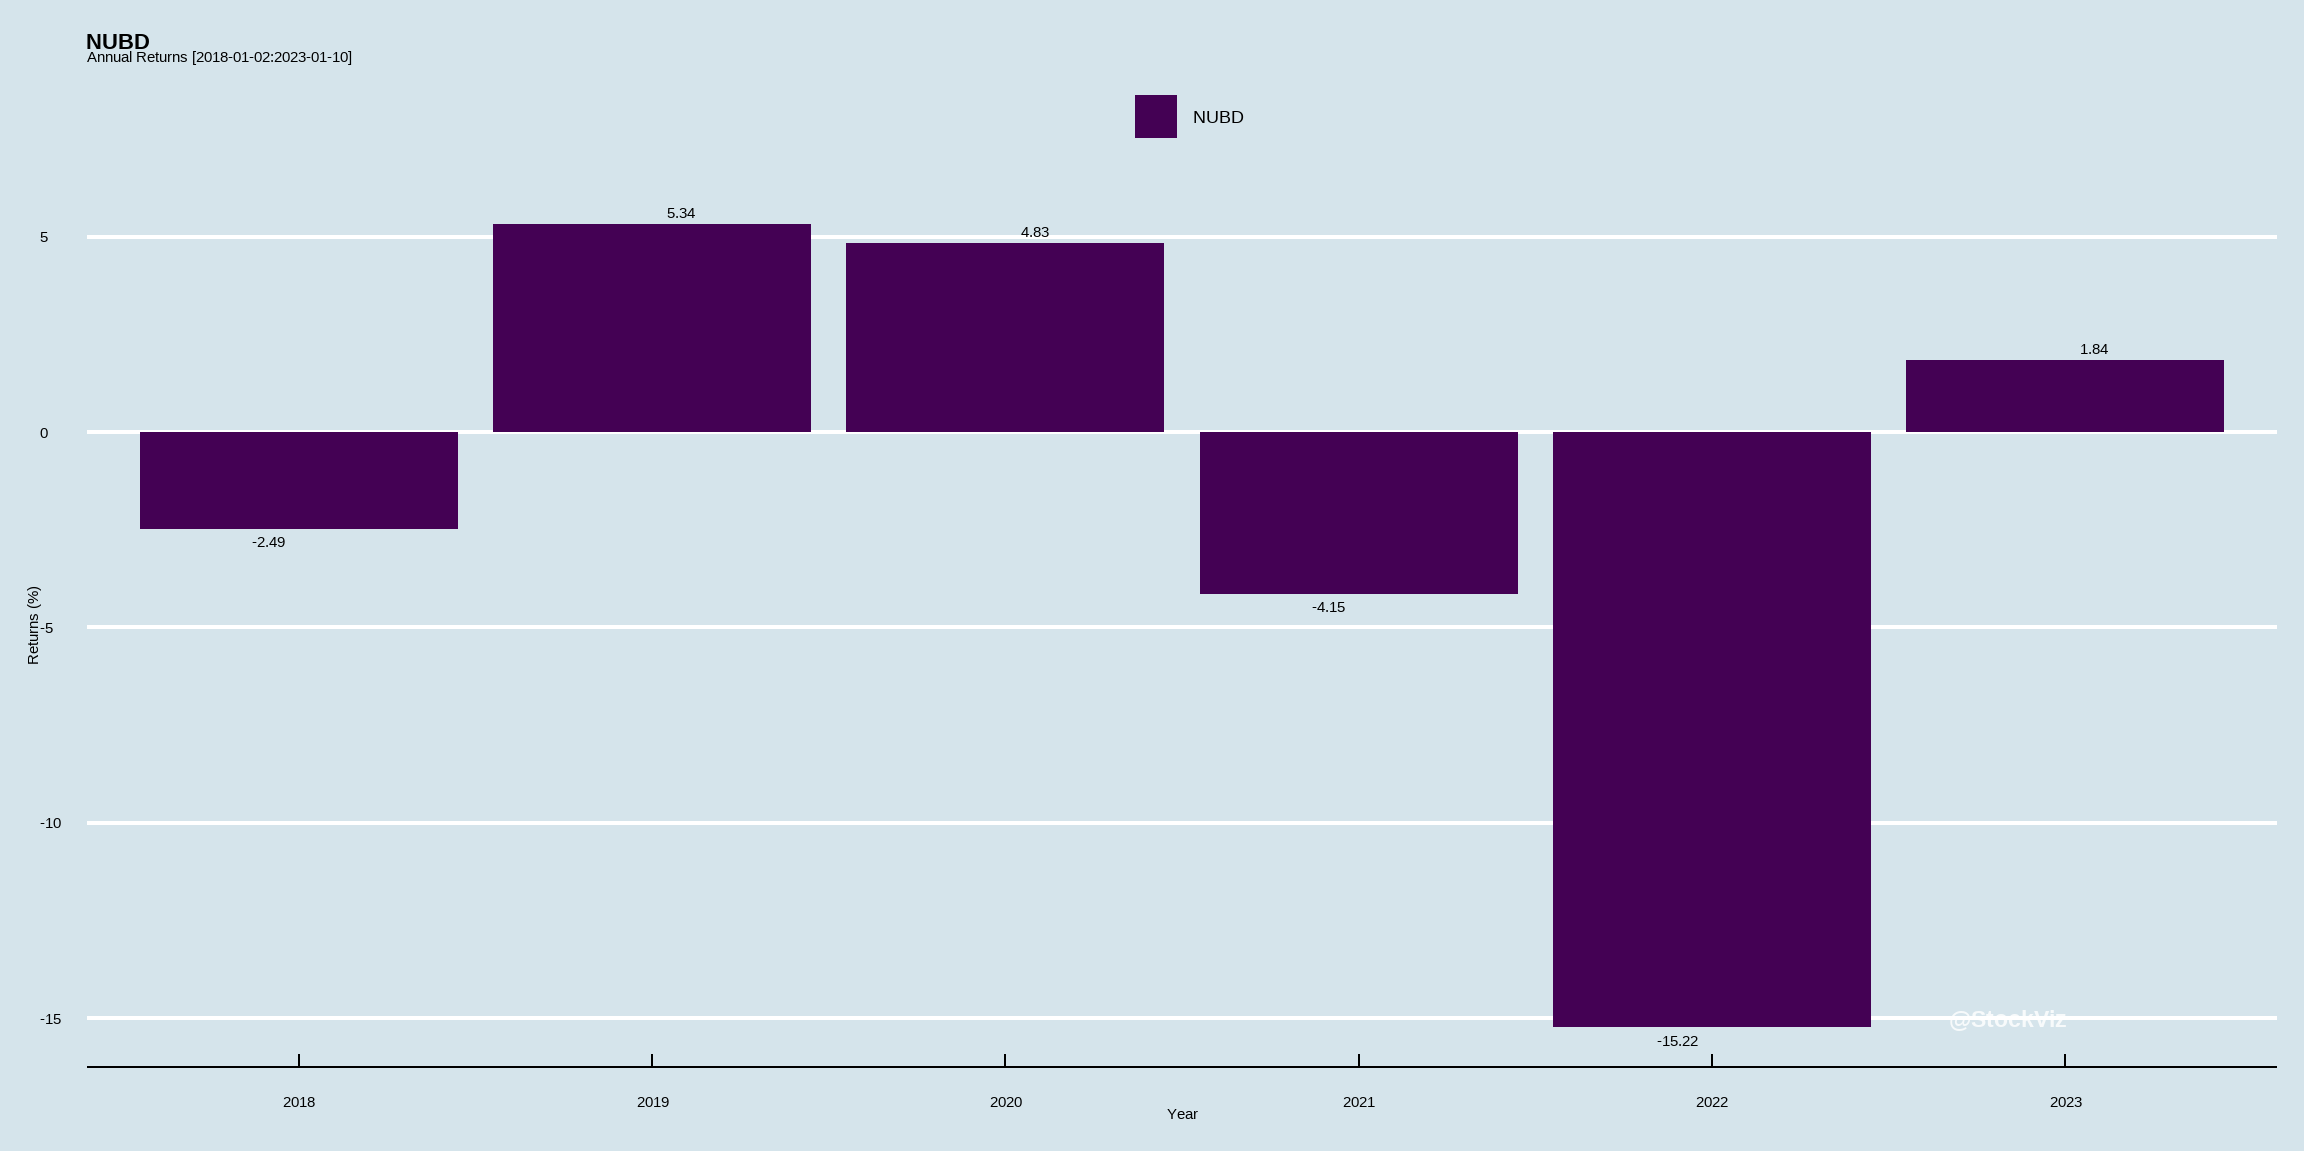 NUBD
Annual Returns [2018-01-02:2023-01-10]
NUBD
5.34
4.83
1.84
-2.49
-4.15
-15.22
5
0
-5
-10
-15
Returns (%)
@StockViz
2018 2019 2020 2021 2022 2023
Year